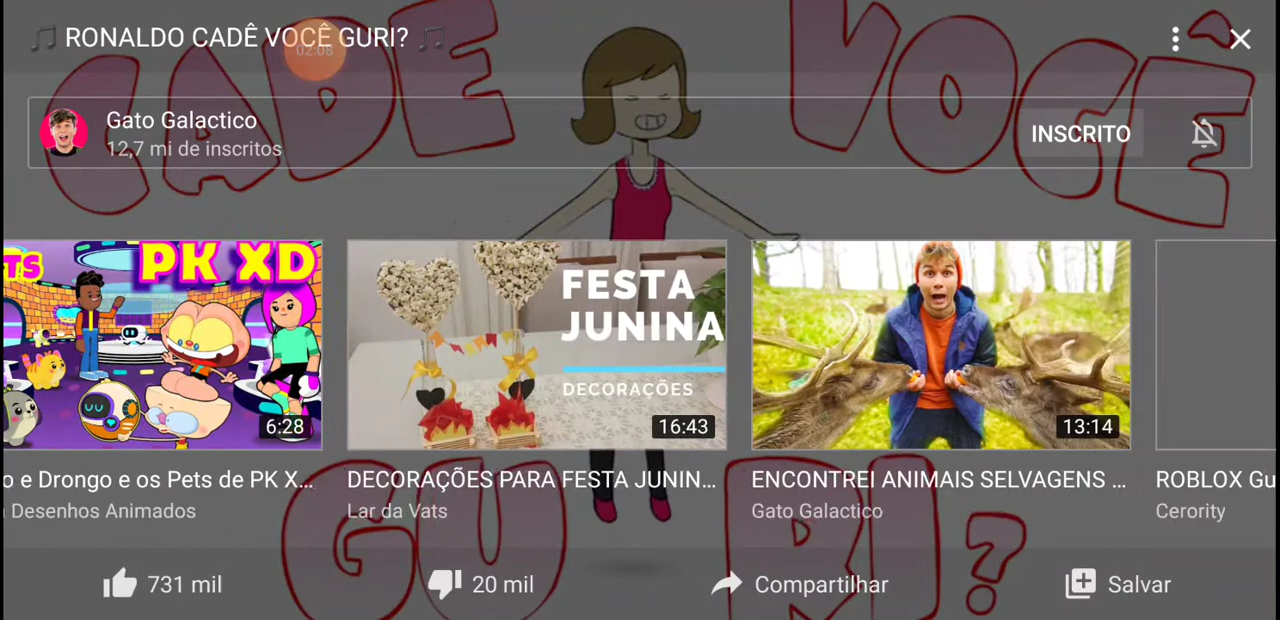 RONALDO CADÊ VOCÊ GURI?
02:08
CADE VOCÊ
Gato Galactico
12,7 mi de inscritos
INSCRITO
TS
PK XD
6:28
FESTA
JUNINA
DECORAÇÕES
16:43
13:14
o e Drongo e os Pets de PK X...
DECORAÇÕES PARA FESTA JUNIN...
ENCONTREI ANIMAIS SELVAGENS ...
ROBLOX Gu
Desenhos Animados
Lar da Vats
Gato Galactico
Cerority
GURI?
731 mil
20 mil
Compartilhar
Salvar